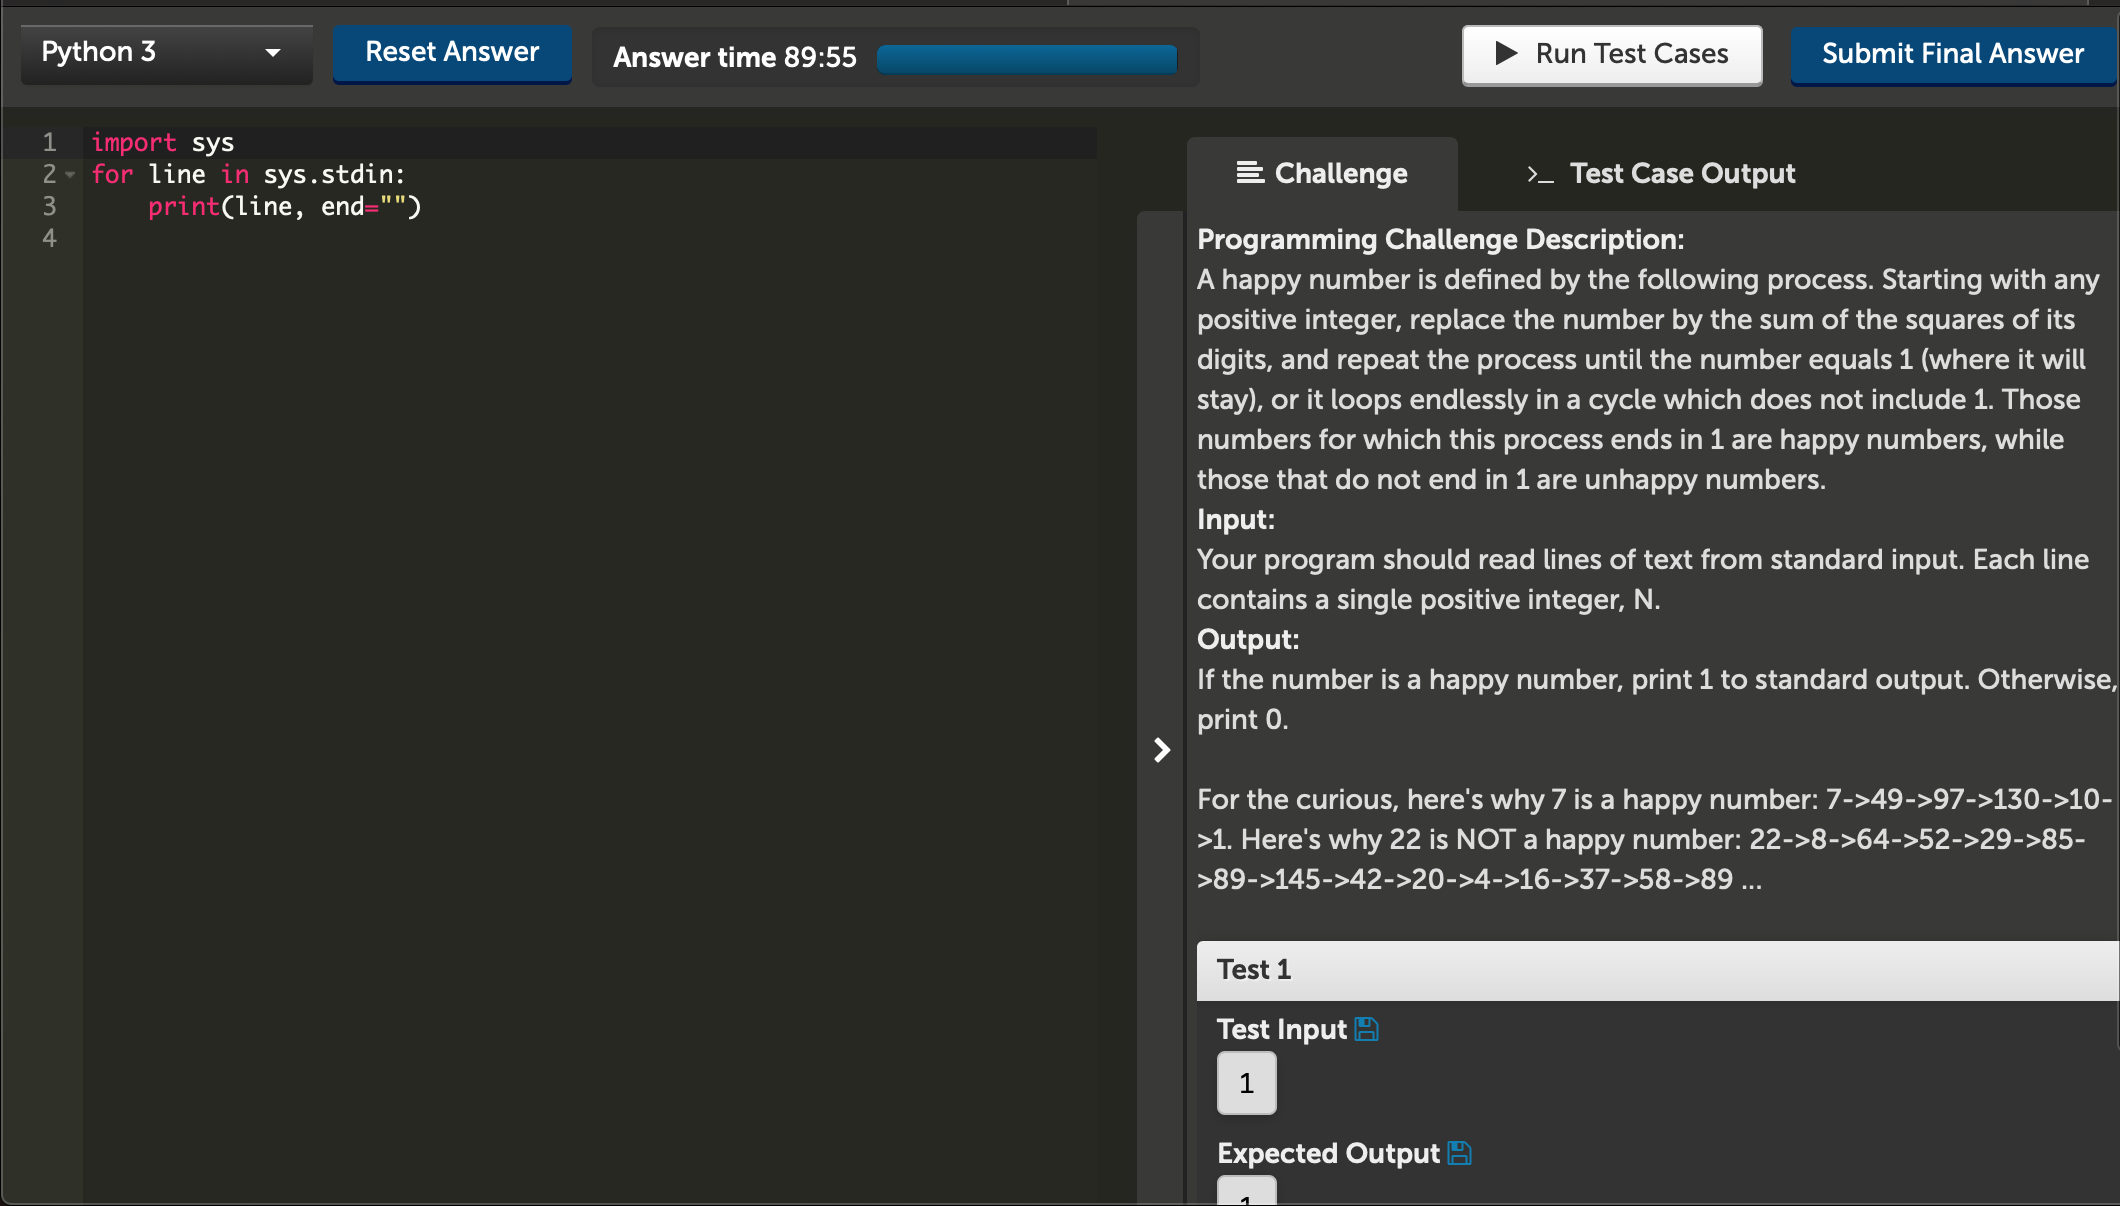 Python 3
Reset Answer
Answer time 89:55
Run Test Cases
Submit Final Answer
1 import sys
2 for line in sys.stdin:
3     print(line, end="")
4
Challenge
>_ Test Case Output
Programming Challenge Description:
A happy number is defined by the following process. Starting with any
positive integer, replace the number by the sum of the squares of its
digits, and repeat the process until the number equals 1 (where it will
stay), or it loops endlessly in a cycle which does not include 1. Those
numbers for which this process ends in 1 are happy numbers, while
those that do not end in 1 are unhappy numbers.
Input:
Your program should read lines of text from standard input. Each line
contains a single positive integer, N.
Output:
If the number is a happy number, print 1 to standard output. Otherwise,
print 0.
For the curious, here's why 7 is a happy number: 7->49->97->130->10-
>1. Here's why 22 is NOT a happy number: 22->8->64->52->29->85-
>89->145->42->20->4->16->37->58->89 ...
Test 1
Test Input
1
Expected Output
1